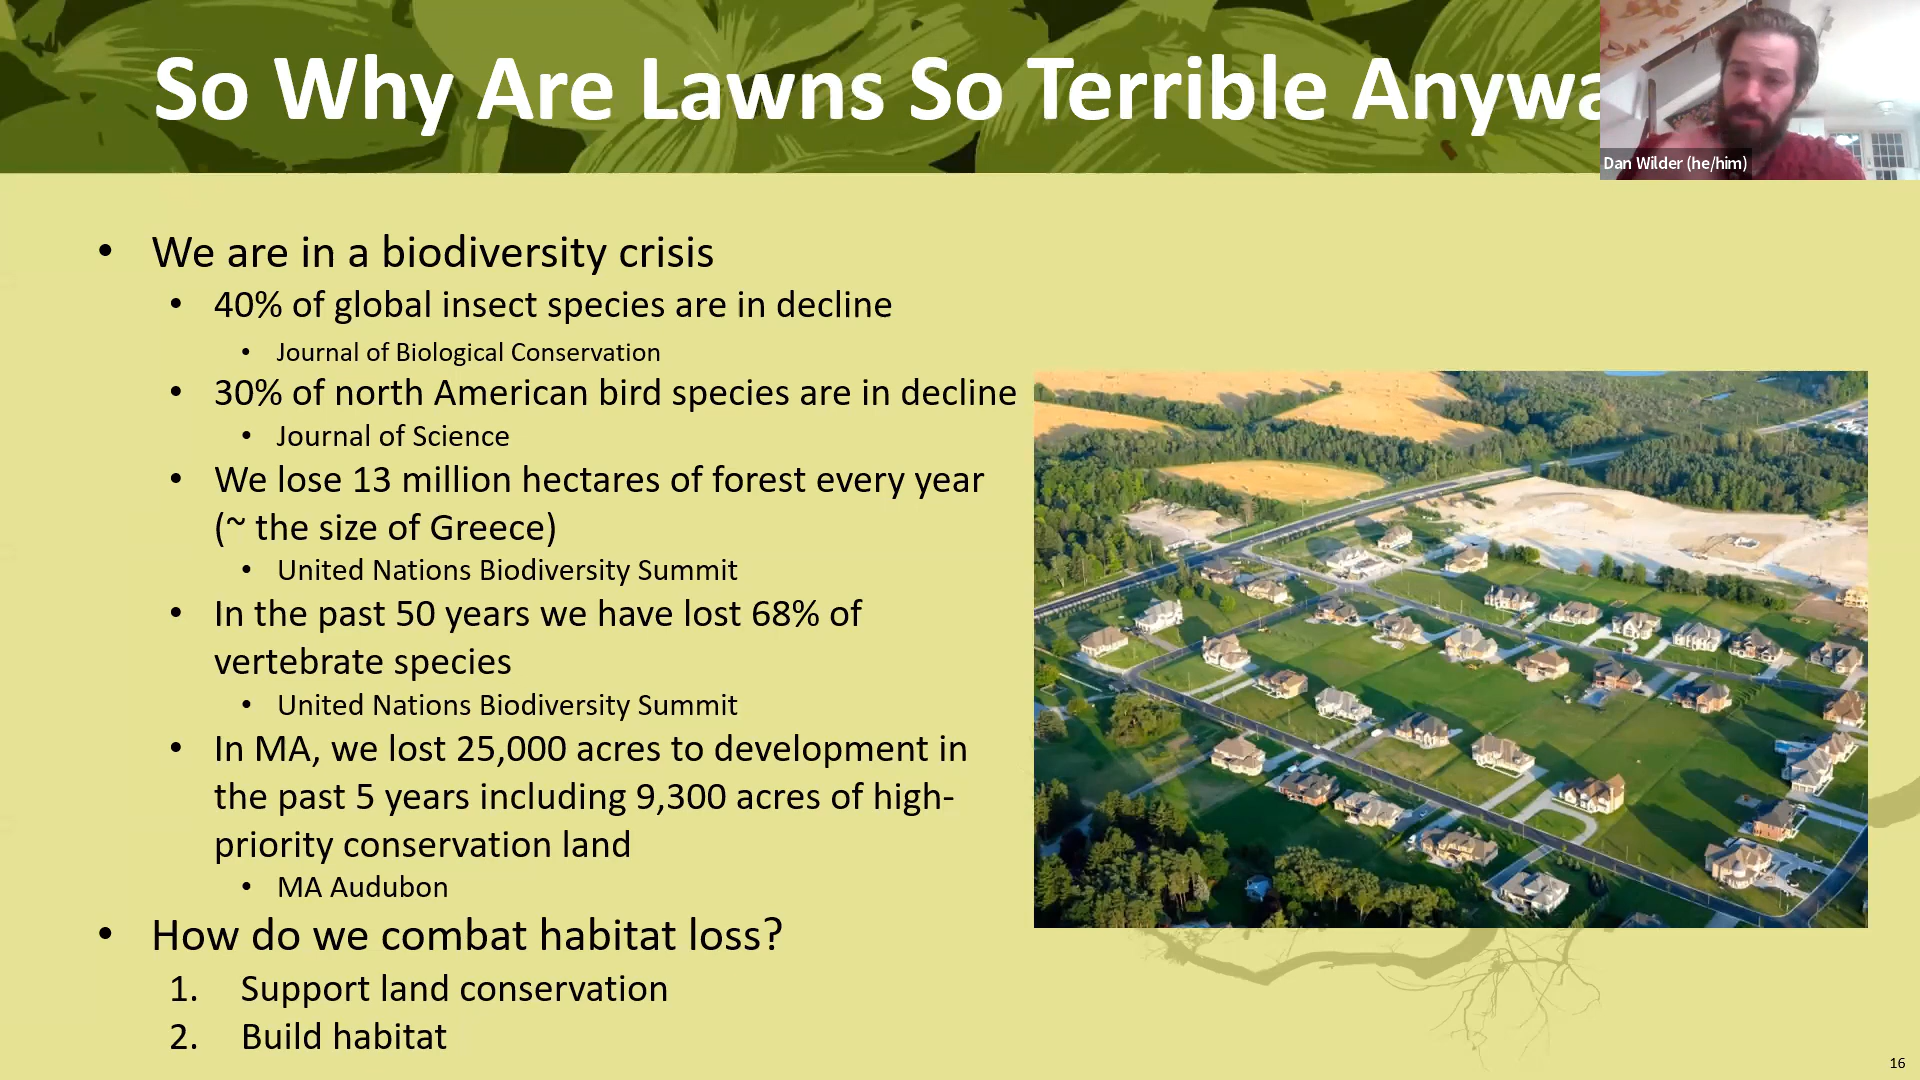 So Why Are Lawns So Terrible Anywa
Dan Wilder (he/him)
• We are in a biodiversity crisis
• 40% of global insect species are in decline
• Journal of Biological Conservation
• 30% of north American bird species are in decline
• Journal of Science
• We lose 13 million hectares of forest every year
(~ the size of Greece)
• United Nations Biodiversity Summit
• In the past 50 years we have lost 68% of
vertebrate species
• United Nations Biodiversity Summit
• In MA, we lost 25,000 acres to development in
the past 5 years including 9,300 acres of high-
priority conservation land
• MA Audubon
• How do we combat habitat loss?
1. Support land conservation
2. Build habitat
16